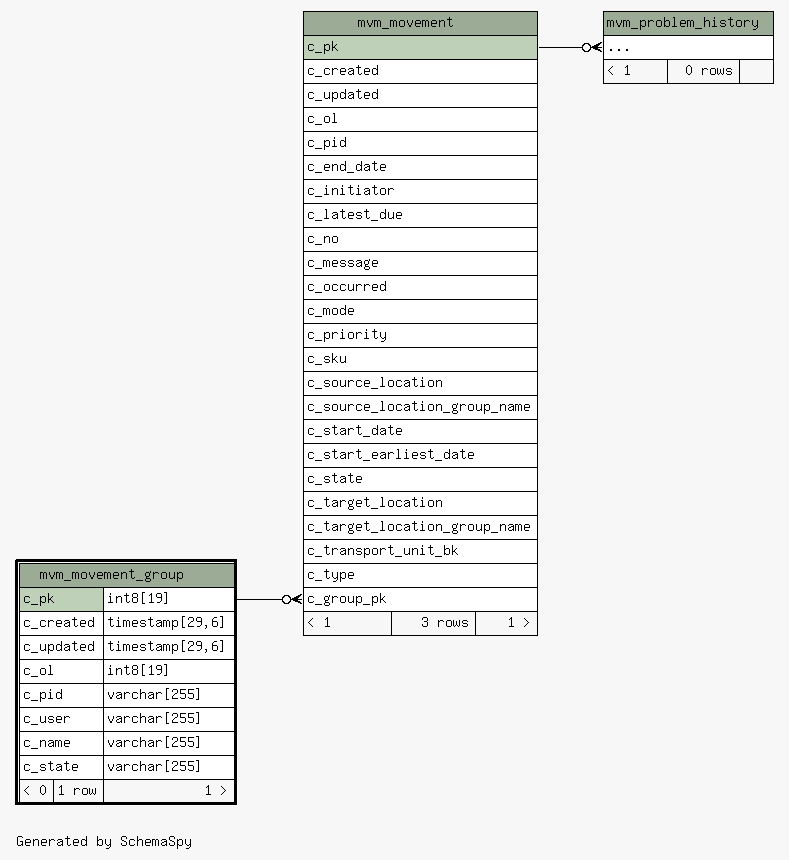 mvm_movement
c_pk
c_created
c_updated
c_ol
c_pid
c_end_date
c_initiator
c_latest_due
c_no
c_message
c_occurred
c_mode
c_priority
c_sku
c_source_location
c_source_location_group_name
c_start_date
c_start_earliest_date
c_state
c_target_location
c_target_location_group_name
c_transport_unit_bk
c_type
c_group_pk
< 1 3 rows 1 >
mvm_problem_history
...
< 1 0 rows
mvm_movement_group
c_pk int8[19]
c_created timestamp[29,6]
c_updated timestamp[29,6]
c_ol int8[19]
c_pid varchar[255]
c_user varchar[255]
c_name varchar[255]
c_state varchar[255]
< 0 1 row 1 >
Generated by SchemaSpy